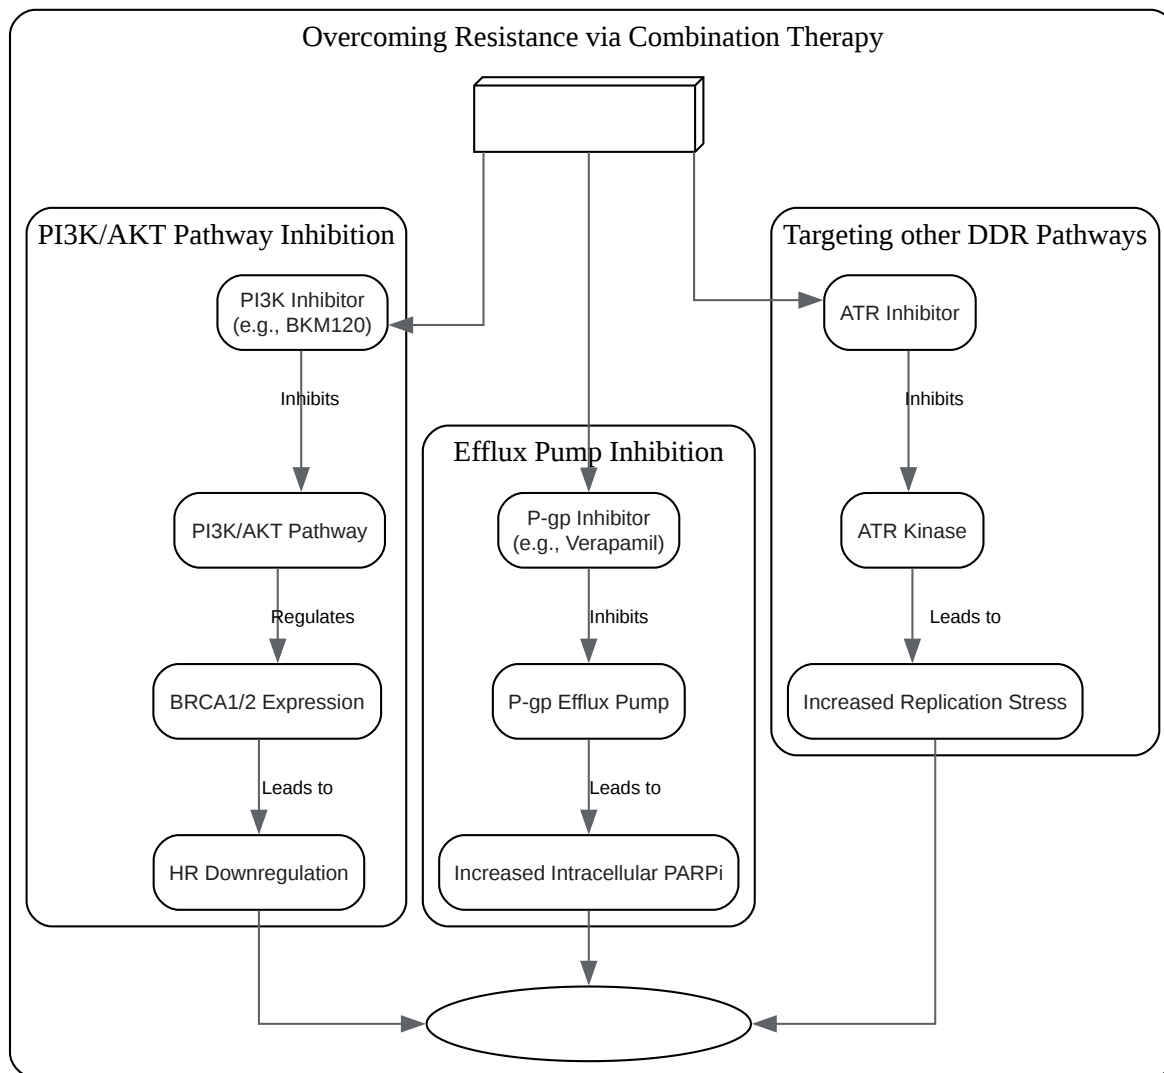 Overcoming Resistance via Combination Therapy
PI3K/AKT Pathway Inhibition
PI3K Inhibitor
(e.g., BKM120)
Inhibits
PI3K/AKT Pathway
Regulates
BRCA1/2 Expression
Leads to
HR Downregulation
Efflux Pump Inhibition
P-gp Inhibitor
(e.g., Verapamil)
Inhibits
P-gp Efflux Pump
Leads to
Increased Intracellular PARPi
Targeting other DDR Pathways
ATR Inhibitor
Inhibits
ATR Kinase
Leads to
Increased Replication Stress